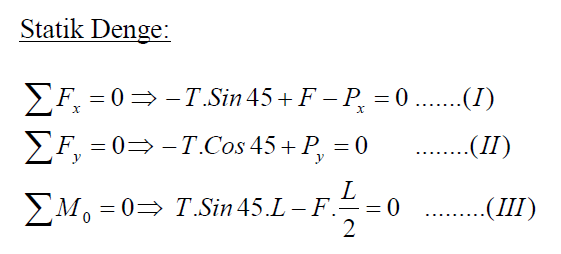 Statik Denge:
∑F_x = 0 ⇒ −T.Sin 45 + F − P_x = 0 .......(I)
∑F_y = 0 ⇒ −T.Cos 45 + P_y = 0 ........(II)
∑M_0 = 0 ⇒ T.Sin 45.L − F.L/2 = 0 .........(III)